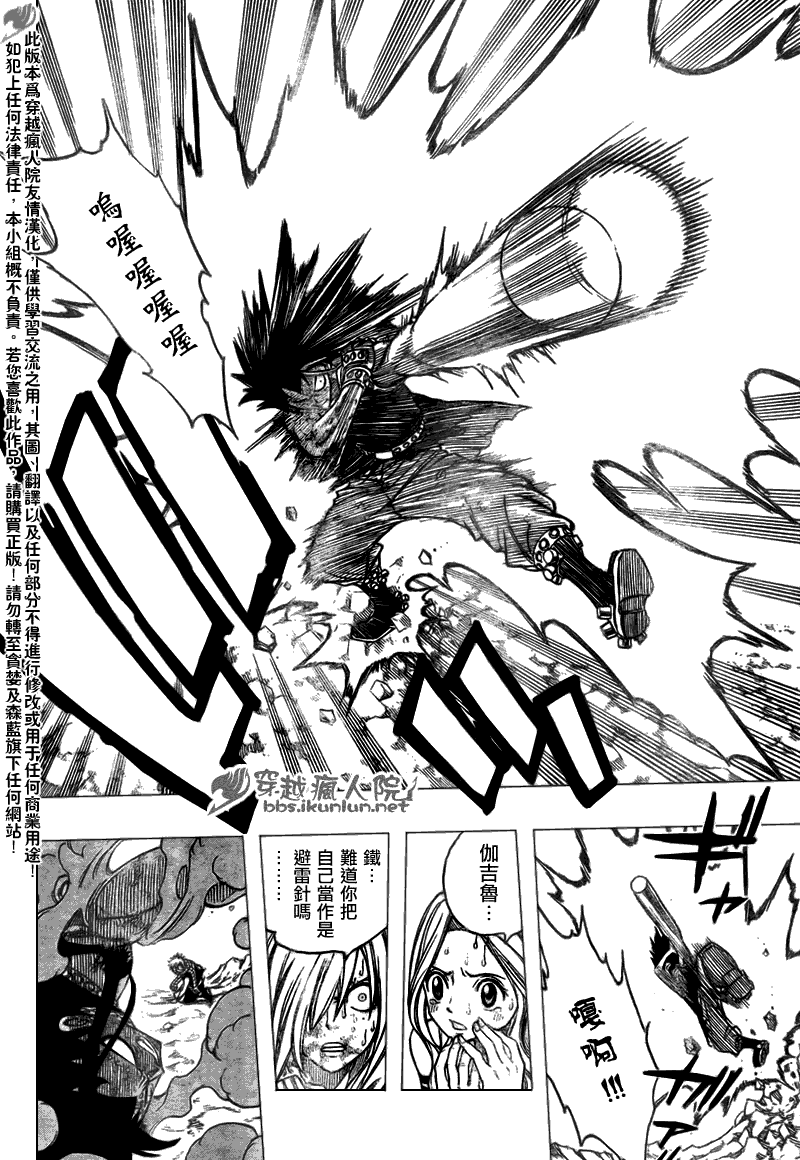 此版本爲穿越瘋人院友情漢化，僅供學習交流之用，其圖、翻譯以及任何部分不得進行修改或用于任何商業用途！
如犯上任何法律責任，本小組概不負責。若您喜歡此作品，請購買正版！請勿轉至貪婪及森藍旗下任何網站！
嗚喔喔喔喔
穿越瘋人院
bbs.ikunlun.net
嘎啊!!!
伽吉魯…
鐵…
難道你把
自己當作是
避雷針嗎
………